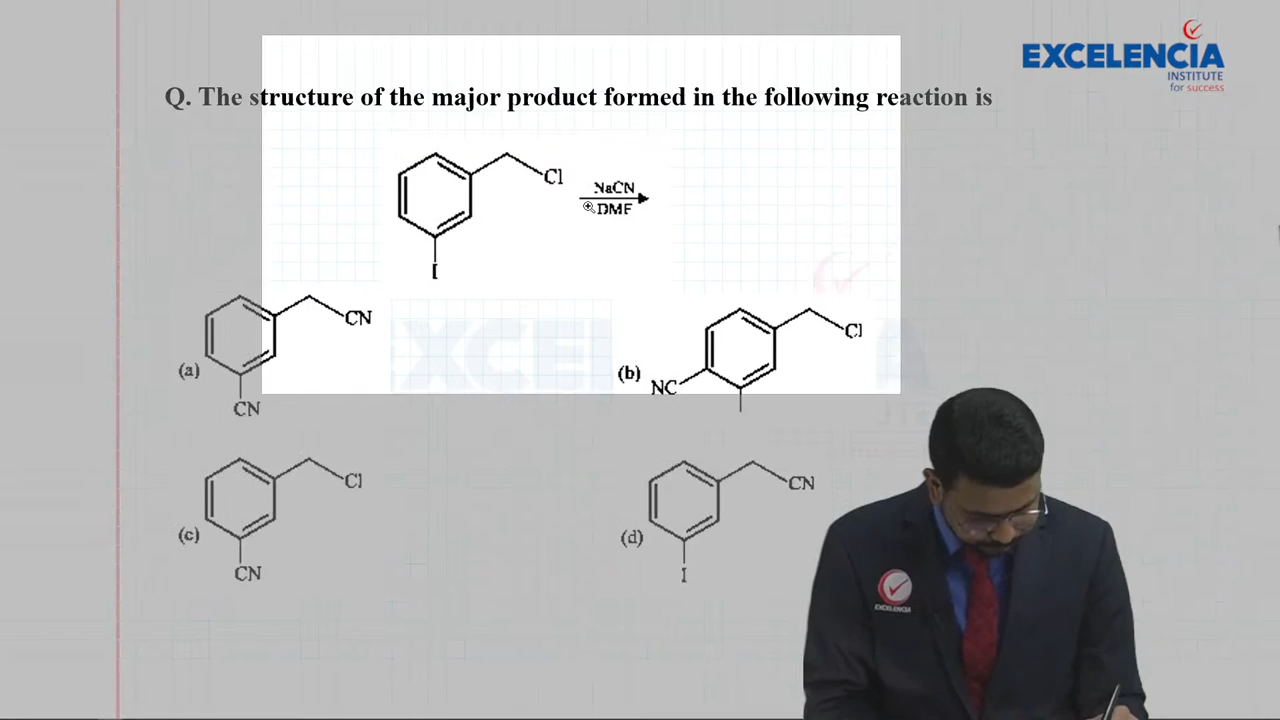 EXCELENCIA
INSTITUTE
for success
Q. The structure of the major product formed in the following reaction is
Cl
NaCN
DMF
I
CN
(a)
CN
Cl
(b)
NC
Cl
(c)
CN
CN
(d)
I
EXCELENCIA